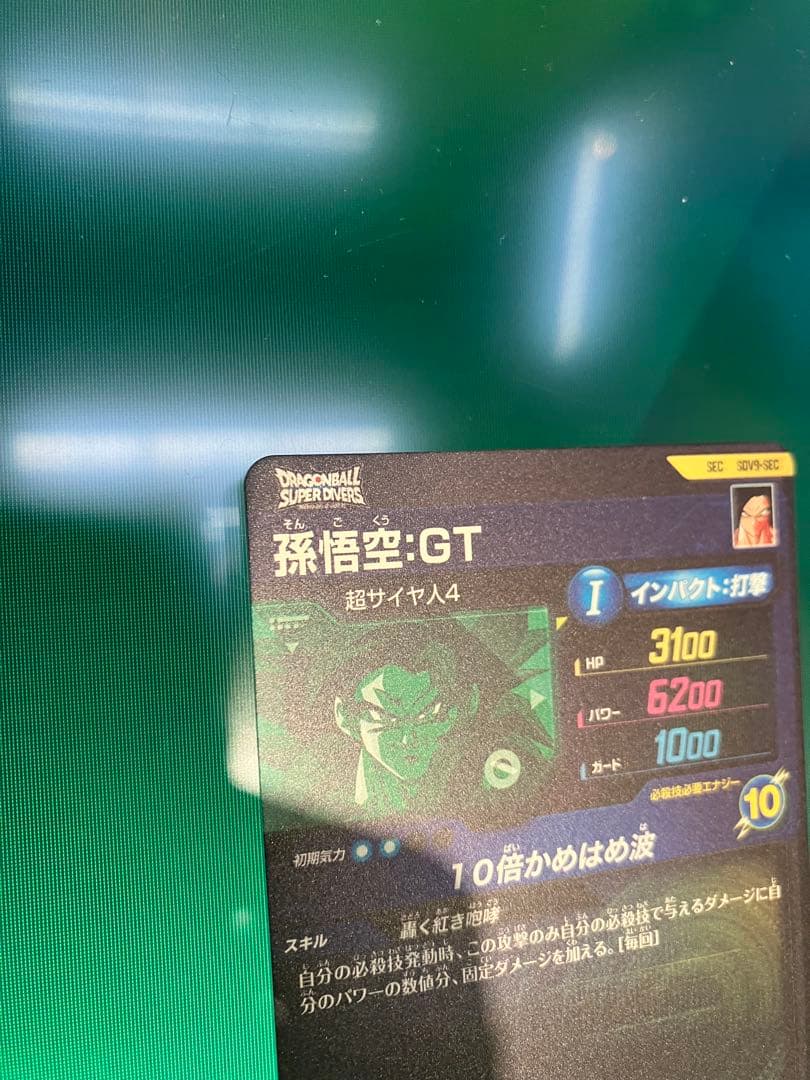 SEC SDV9-SEC
DRAGONBALL
SUPER DIVERS
そん ご くう
孫悟空:GT
超サイヤ人4
I インパクト:打撃
HP 3100
パワー 6200
ガード 1000
必殺技必要エナジー 10
初期気力
ばい は
10倍かめはめ波
スキル 轟く紅き咆哮
自分の必殺技発動時、この攻撃のみ自分の必殺技で与えるダメージに自
分のパワーの数値分、固定ダメージを加える。[毎回]